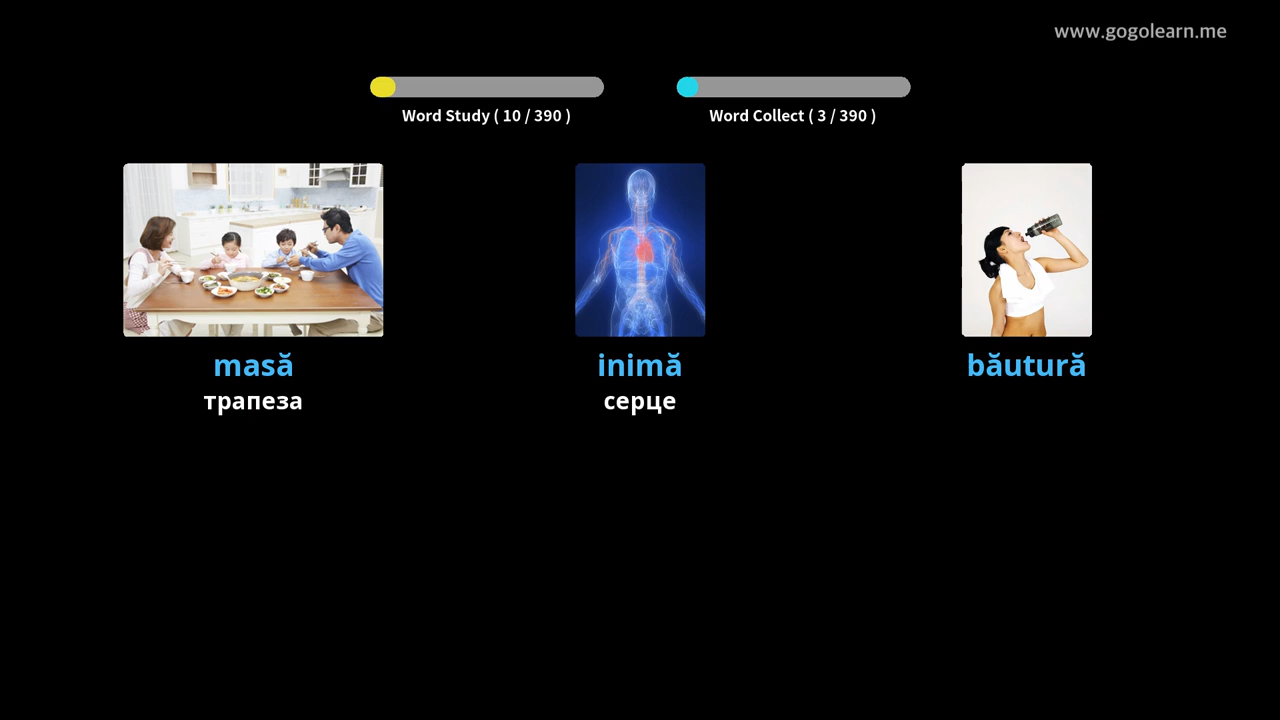 www.gogolearn.me
Word Study ( 10 / 390 )
Word Collect ( 3 / 390 )
masă
inimă
băutură
трапеза
серце